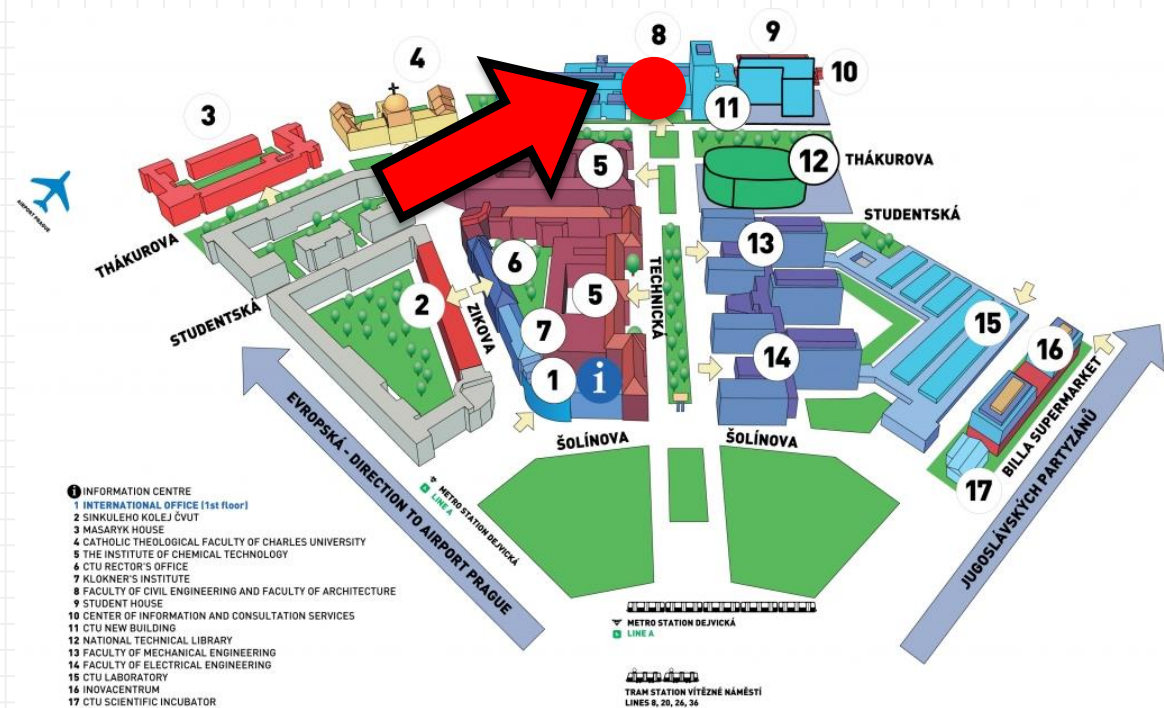 8
9
4
10
3
11
5
12
THÁKUROVA
AIRPORT PRAGUE
STUDENTSKÁ
THÁKUROVA
13
6
TECHNICKÁ
2
5
STUDENTSKÁ
ZIKOVA
15
7
14
16
1
i
BILLA SUPERMARKET
EVROPSKÁ - DIRECTION TO AIRPORT PRAGUE
ŠOLÍNOVA
ŠOLÍNOVA
17
JUGOSLÁVSKÝCH PARTYZÁNŮ
METRO STATION DEJVICKÁ
LINE A
i INFORMATION CENTRE
1 INTERNATIONAL OFFICE (1st floor)
2 SINKULEHO KOLEJ ČVUT
3 MASARYK HOUSE
4 CATHOLIC THEOLOGICAL FACULTY OF CHARLES UNIVERSITY
5 THE INSTITUTE OF CHEMICAL TECHNOLOGY
6 CTU RECTOR'S OFFICE
7 KLOKNER'S INSTITUTE
8 FACULTY OF CIVIL ENGINEERING AND FACULTY OF ARCHITECTURE
9 STUDENT HOUSE
10 CENTER OF INFORMATION AND CONSULTATION SERVICES
11 CTU NEW BUILDING
12 NATIONAL TECHNICAL LIBRARY
13 FACULTY OF MECHANICAL ENGINEERING
14 FACULTY OF ELECTRICAL ENGINEERING
15 CTU LABORATORY
16 INOVACENTRUM
17 CTU SCIENTIFIC INCUBATOR
METRO STATION DEJVICKÁ
LINE A
TRAM STATION VÍTĚZNÉ NÁMĚSTÍ
LINES 8, 20, 26, 36